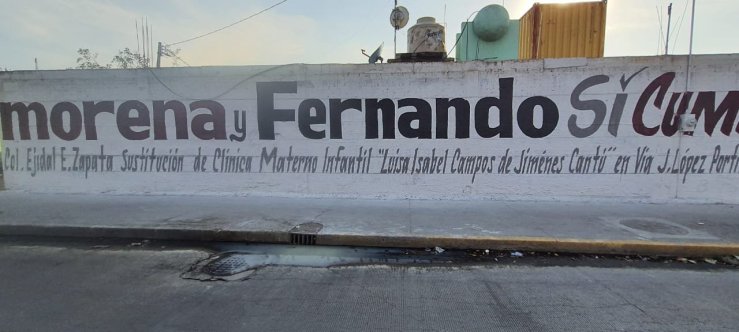 morena y Fernando Sí Cum
Col. Ejidal E. Zapata Sustitución de Clínica Materno Infantil "Luisa Isabel Campos de Jiménes Cantú" en Vía J. López Porti